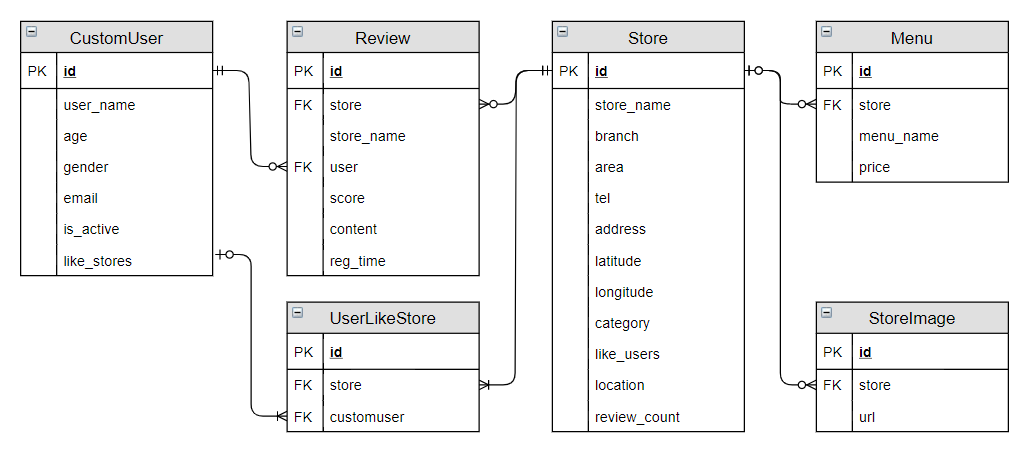 CustomUser
PK id
user_name
age
gender
email
is_active
like_stores
Review
PK id
FK store
store_name
FK user
score
content
reg_time
UserLikeStore
PK id
FK store
FK customuser
Store
PK id
store_name
branch
area
tel
address
latitude
longitude
category
like_users
location
review_count
Menu
PK id
FK store
menu_name
price
StoreImage
PK id
FK store
url